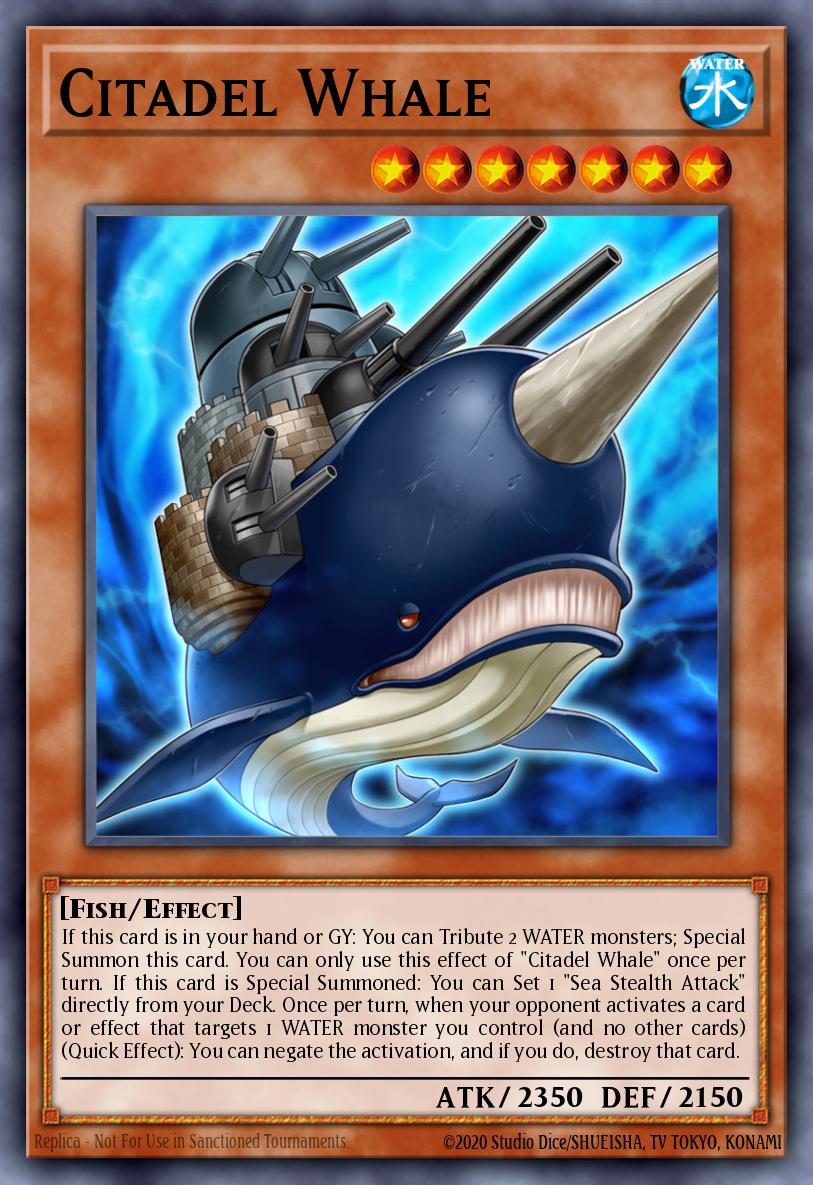 Citadel Whale
WATER
水
[Fish/Effect]
If this card is in your hand or GY: You can Tribute 2 WATER monsters; Special
Summon this card. You can only use this effect of "Citadel Whale" once per
turn. If this card is Special Summoned: You can Set 1 "Sea Stealth Attack"
directly from your Deck. Once per turn, when your opponent activates a card
or effect that targets 1 WATER monster you control (and no other cards)
(Quick Effect): You can negate the activation, and if you do, destroy that card.
ATK/2350 DEF/2150
Replica - Not For Use in Sanctioned Tournaments.
©2020 Studio Dice/SHUEISHA, TV TOKYO, KONAMI